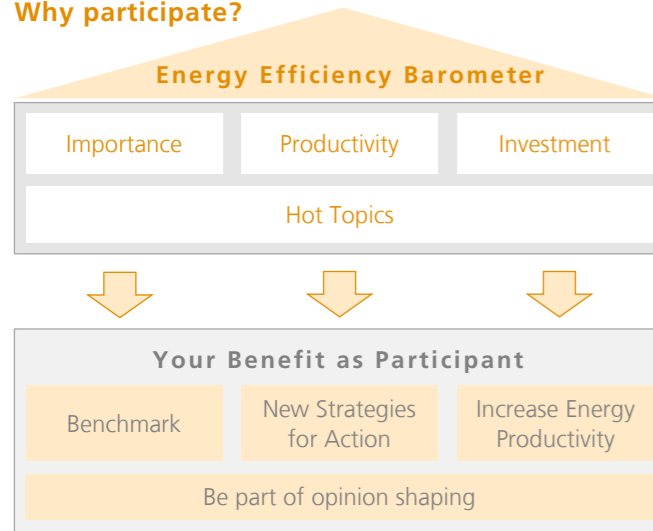 Why participate?
Energy Efficiency Barometer
Importance
Productivity
Investment
Hot Topics
Your Benefit as Participant
Benchmark
New Strategies
for Action
Increase Energy
Productivity
Be part of opinion shaping